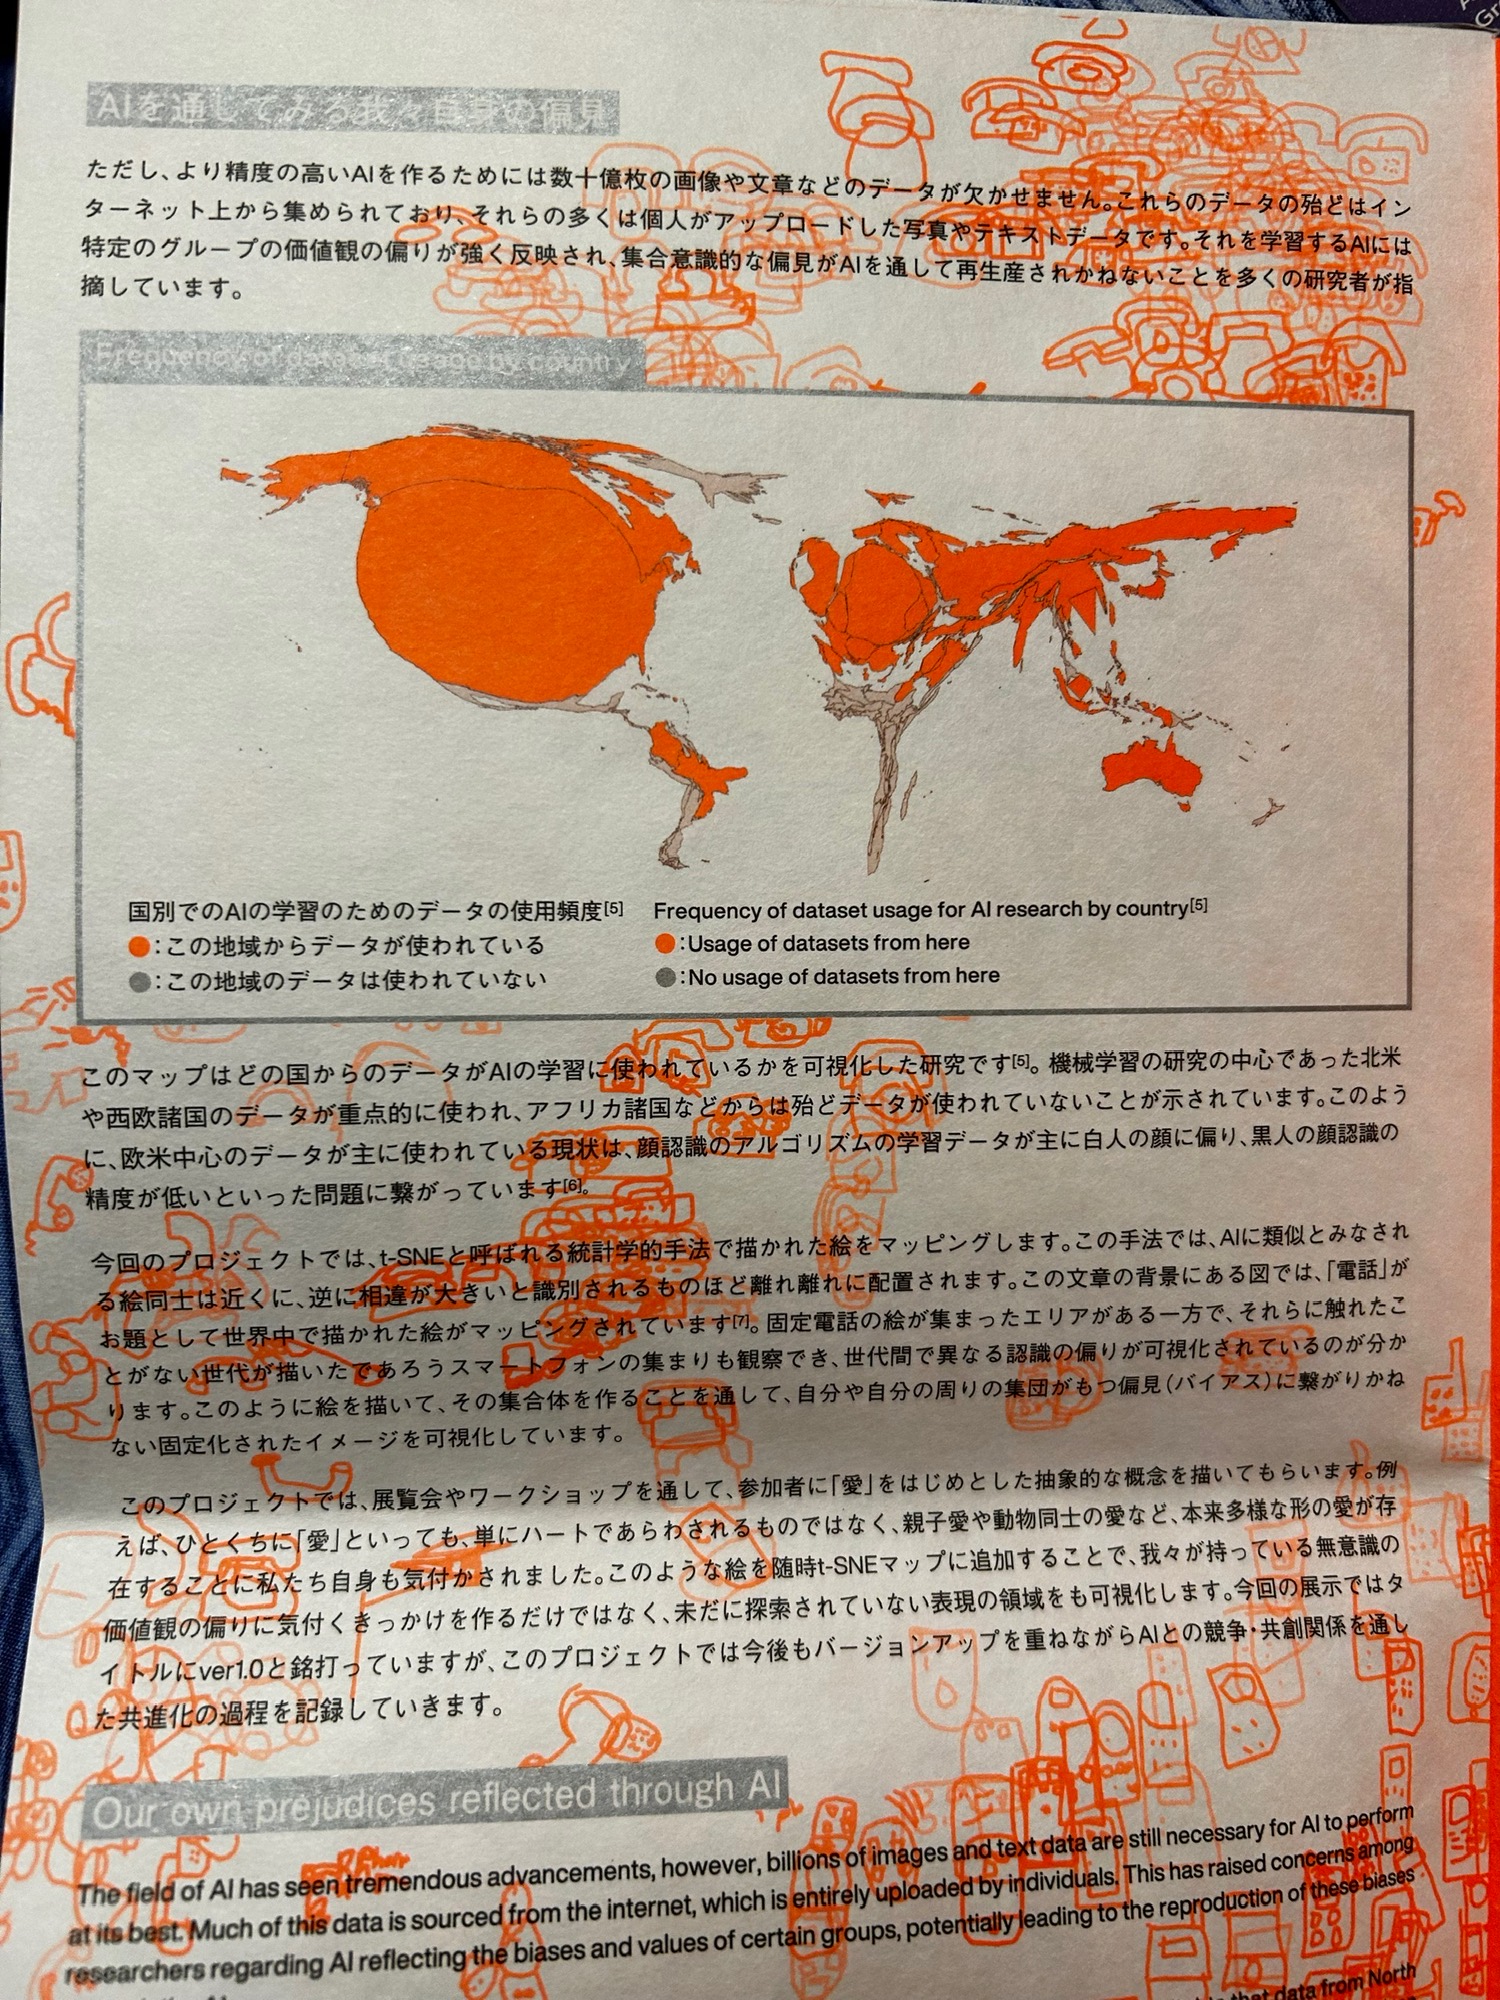 AIを通してみる我々自身の偏見
ただし、より精度の高いAIを作るためには数十億枚の画像や文章などのデータが欠かせません。これらのデータの殆どはイン
ターネット上から集められており、それらの多くは個人がアップロードした写真やテキストデータです。それを学習するAIには
特定のグループの価値観の偏りが強く反映され、集合意識的な偏見がAIを通して再生産されかねないことを多くの研究者が指
摘しています。
Frequency of dataset usage by country
国別でのAIの学習のためのデータの使用頻度[5]
:この地域からデータが使われている
:この地域のデータは使われていない
Frequency of dataset usage for AI research by country[5]
:Usage of datasets from here
:No usage of datasets from here
このマップはどの国からのデータがAIの学習に使われているかを可視化した研究です[5]。機械学習の研究の中心であった北米
や西欧諸国のデータが重点的に使われ、アフリカ諸国などからは殆どデータが使われていないことが示されています。このよう
に、欧米中心のデータが主に使われている現状は、顔認識のアルゴリズムの学習データが主に白人の顔に偏り、黒人の顔認識の
精度が低いといった問題に繋がっています[6]。
今回のプロジェクトでは、t-SNEと呼ばれる統計学的手法で描かれた絵をマッピングします。この手法では、AIに類似とみなされ
る絵同士は近くに、逆に相違が大きいと識別されるものほど離れ離れに配置されます。この文章の背景にある図では、「電話」が
お題として世界中で描かれた絵がマッピングされています[7]。固定電話の絵が集まったエリアがある一方で、それらに触れたこ
とがない世代が描いたであろうスマートフォンの集まりも観察でき、世代間で異なる認識の偏りが可視化されているのが分か
ります。このように絵を描いて、その集合体を作ることを通して、自分や自分の周りの集団がもつ偏見(バイアス)に繋がりかね
ない固定化されたイメージを可視化しています。
このプロジェクトでは、展覧会やワークショップを通して、参加者に「愛」をはじめとした抽象的な概念を描いてもらいます。例
えば、ひとくちに「愛」といっても、単にハートであらわされるものではなく、親子愛や動物同士の愛など、本来多様な形の愛が存
在することに私たち自身も気付かされました。このような絵を随時t-SNEマップに追加することで、我々が持っている無意識の
価値観の偏りに気付くきっかけを作るだけではなく、未だに探索されていない表現の領域をも可視化します。今回の展示ではタ
イトルにver1.0と銘打っていますが、このプロジェクトでは今後もバージョンアップを重ねながらAIとの競争・共創関係を通し
た共進化の過程を記録していきます。
Our own prejudices reflected through AI
The field of AI has seen tremendous advancements, however, billions of images and text data are still necessary for AI to perform
at its best. Much of this data is sourced from the internet, which is entirely uploaded by individuals. This has raised concerns among
researchers regarding AI reflecting the biases and values of certain groups, potentially leading to the reproduction of these biases
that data from North